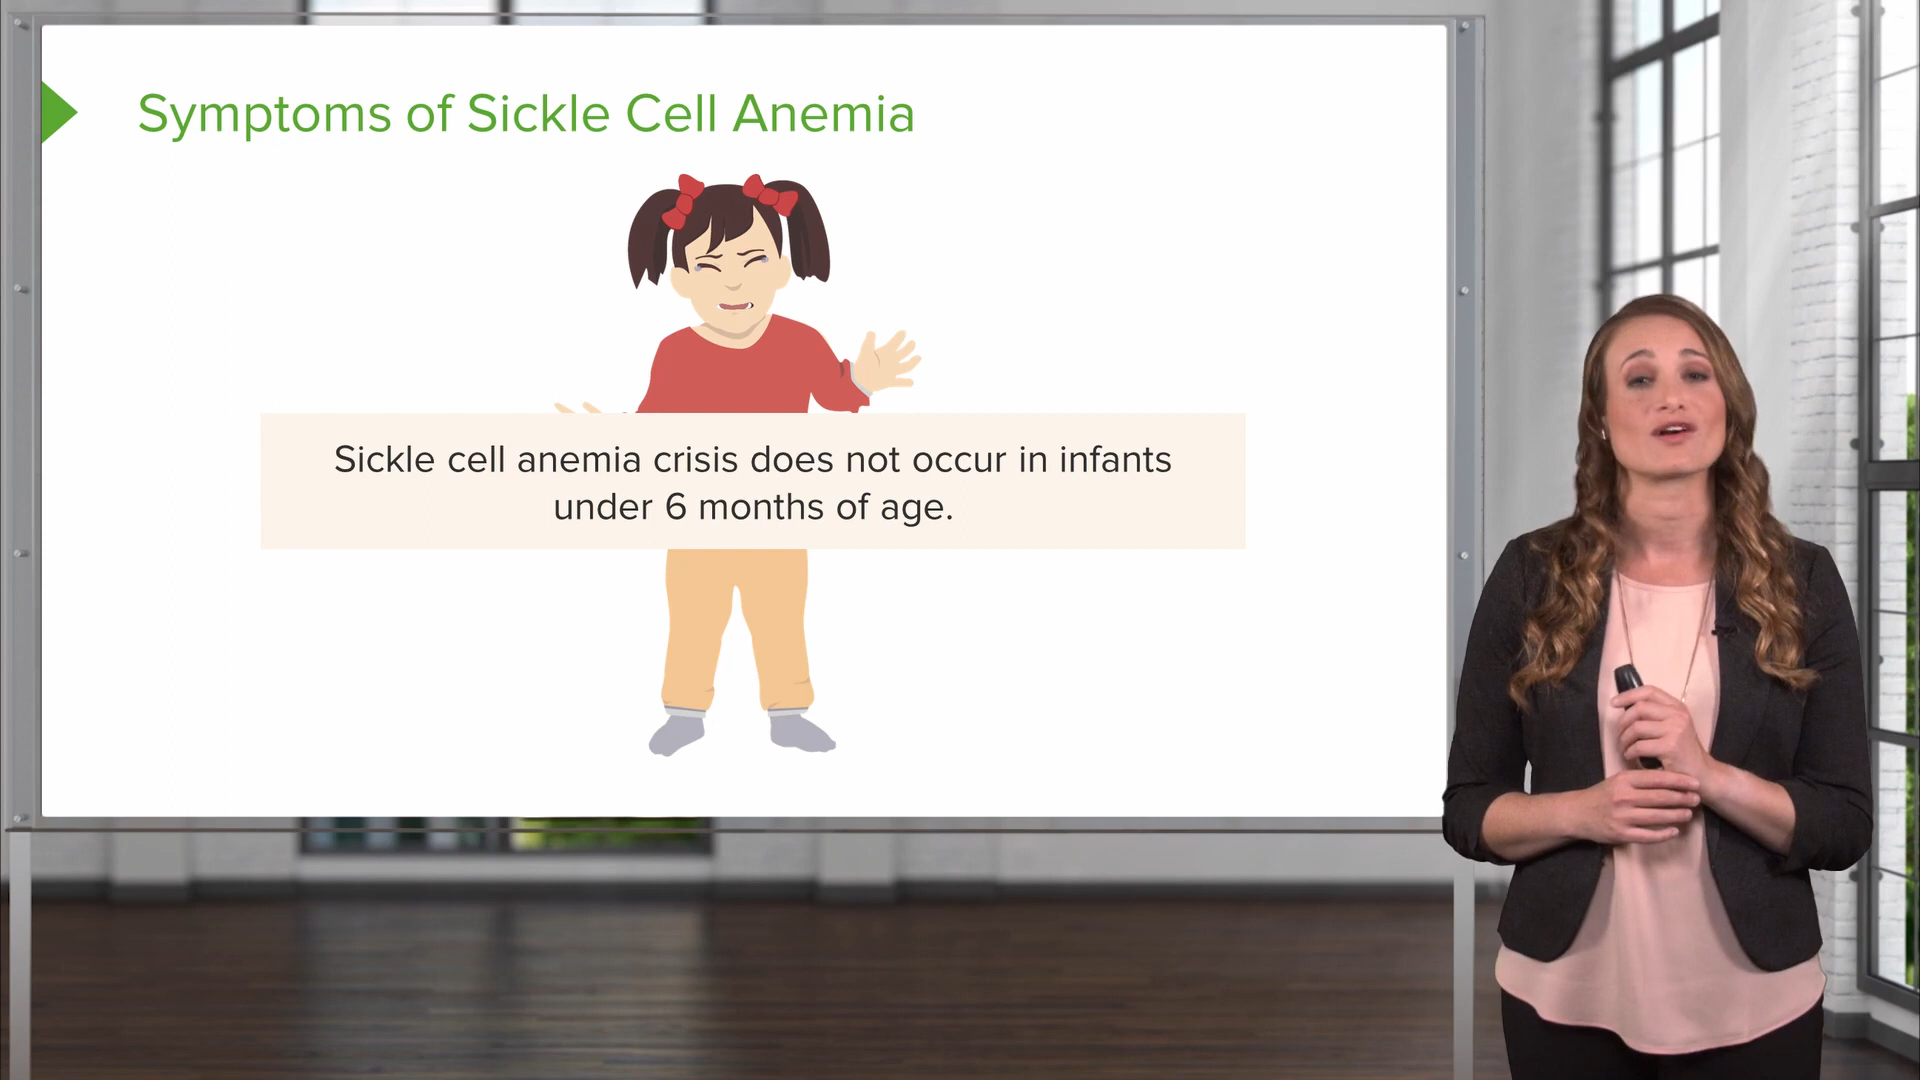 Symptoms of Sickle Cell Anemia
Sickle cell anemia crisis does not occur in infants
under 6 months of age.